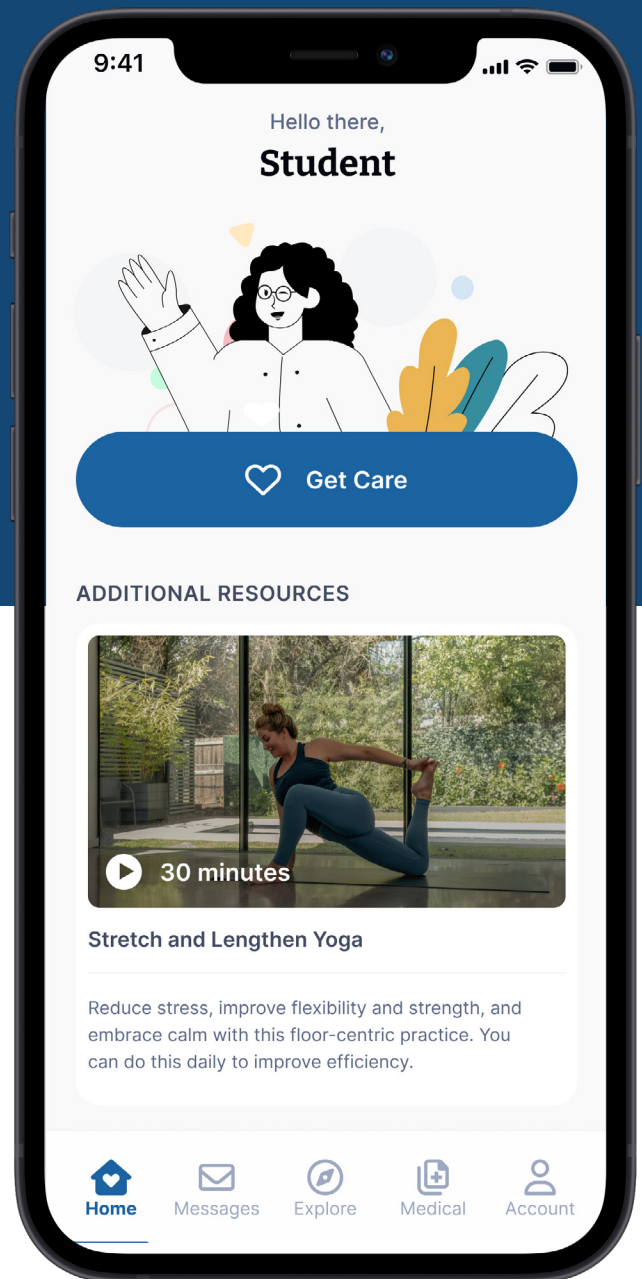 9:41
Hello there,
Student
Get Care
ADDITIONAL RESOURCES
30 minutes
Stretch and Lengthen Yoga
Reduce stress, improve flexibility and strength, and
embrace calm with this floor-centric practice. You
can do this daily to improve efficiency.
Home Messages Explore Medical Account